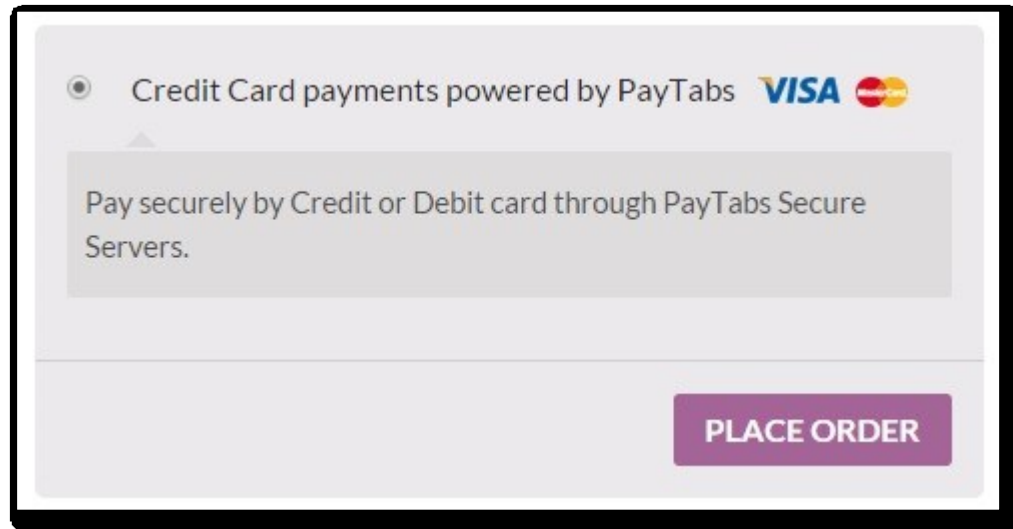 Credit Card payments powered by PayTabs VISA MasterCard
Pay securely by Credit or Debit card through PayTabs Secure
Servers.
PLACE ORDER